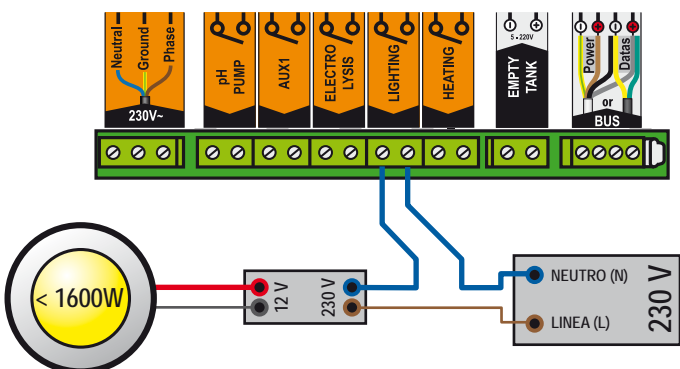 Neutral
Ground
Phase
230V~
pH
PUMP
AUX1
ELECTRO
LYSIS
LIGHTING
HEATING
5 - 220V
EMPTY
TANK
Power
Datas
or
BUS
< 1600W
12 V
230 V
NEUTRO (N)
LINEA (L)
230 V